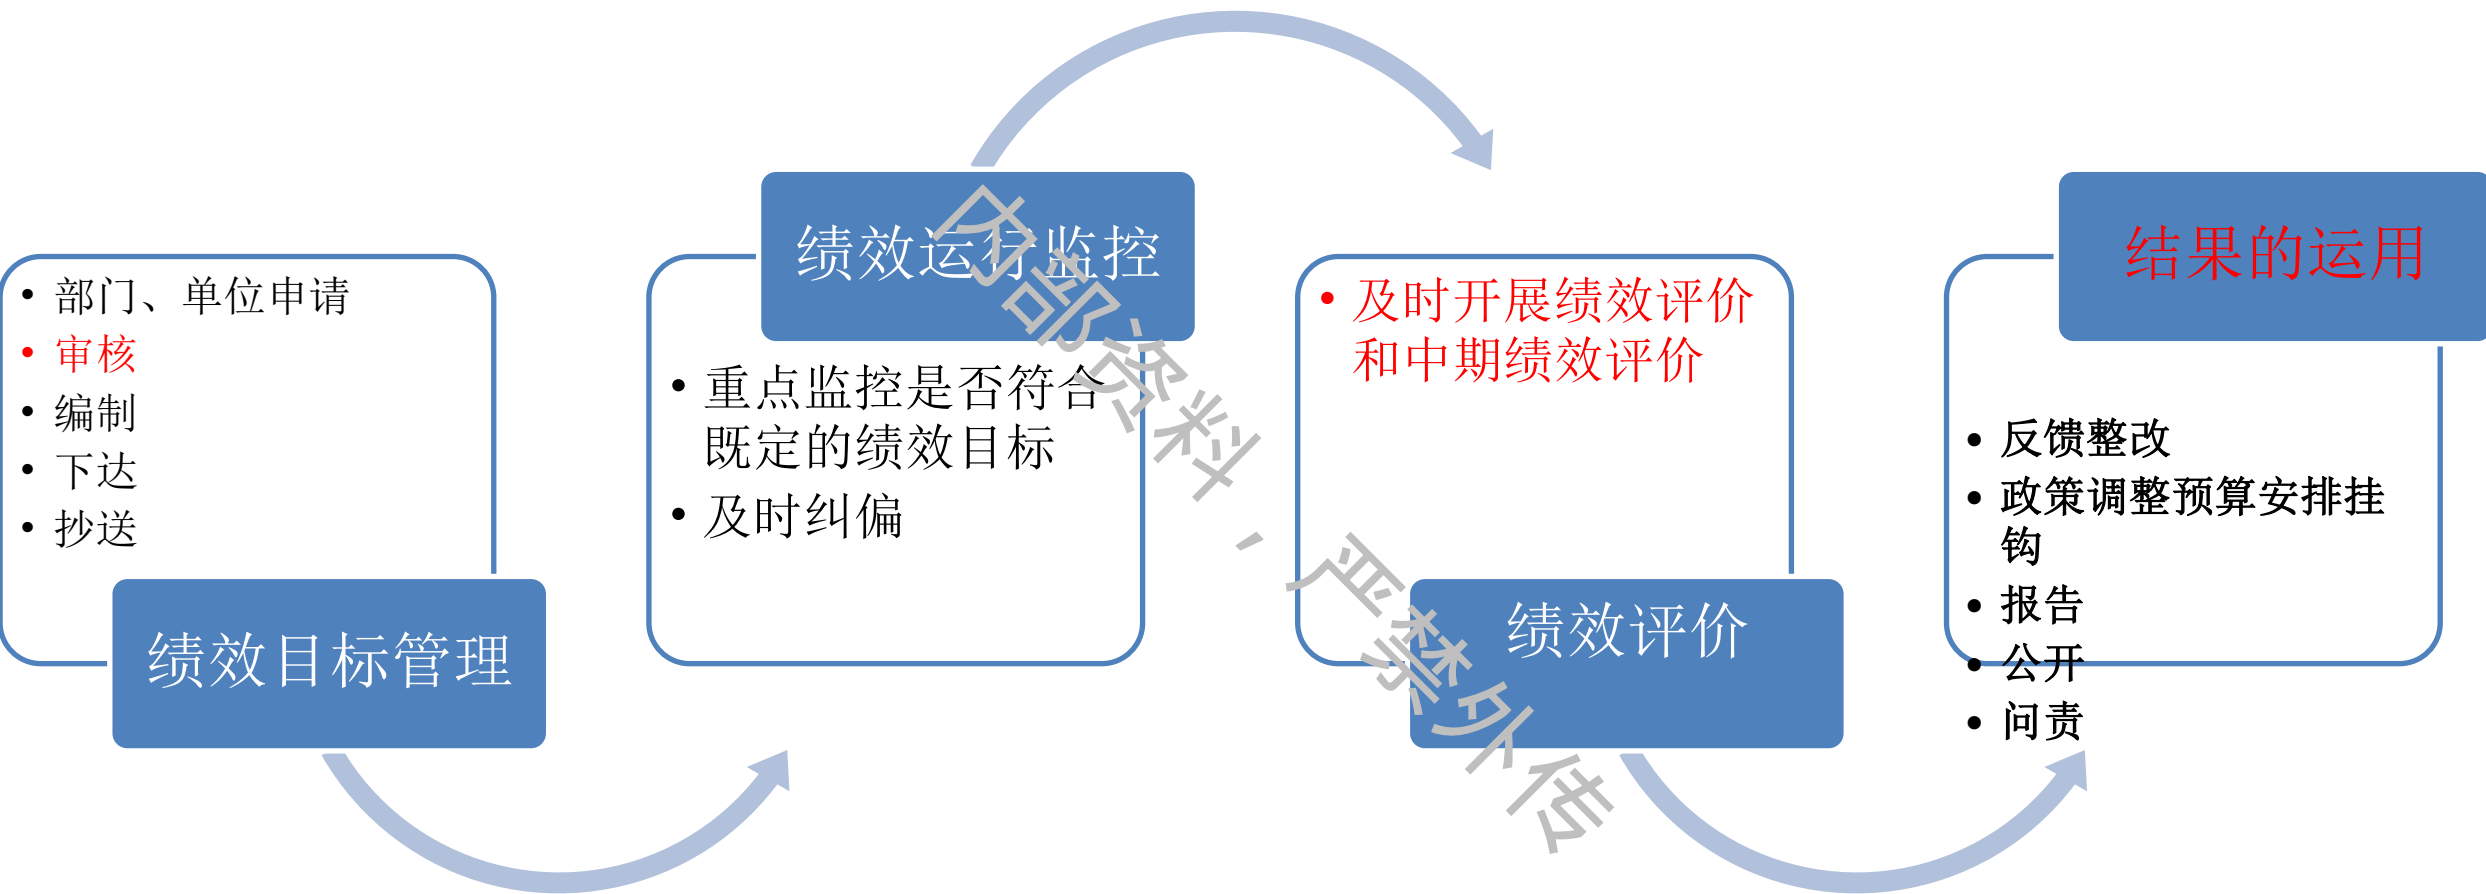 • 部门、单位申请
• 审核
• 编制
• 下达
• 抄送
绩效目标管理
绩效运行监控
• 重点监控是否符合
既定的绩效目标
• 及时纠偏
• 及时开展绩效评价
和中期绩效评价
绩效评价
结果的运用
• 反馈整改
• 政策调整预算安排挂
钩
• 报告
• 公开
• 问责
内部资料，严禁外传